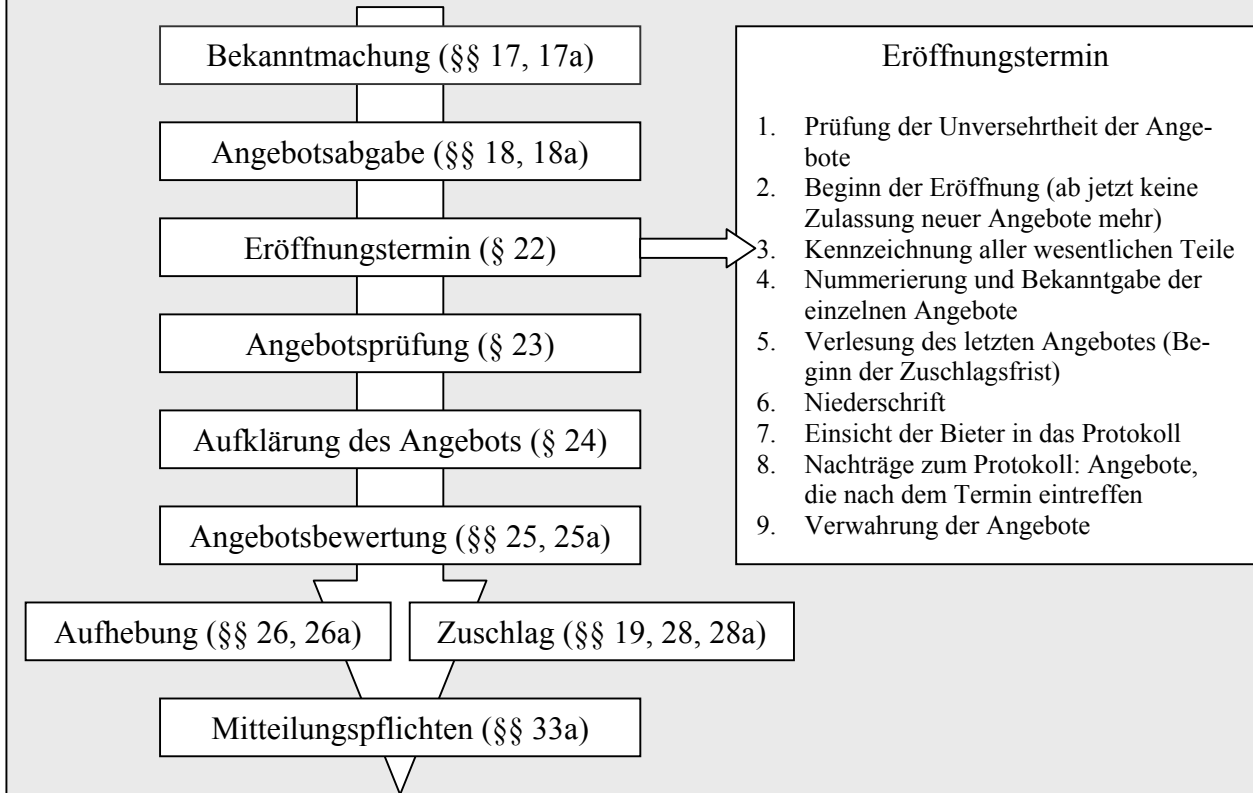 Bekanntmachung (§§ 17, 17a)
Angebotsabgabe (§§ 18, 18a)
Eröffnungstermin (§ 22)
Angebotsprüfung (§ 23)
Aufklärung des Angebots (§ 24)
Angebotsbewertung (§§ 25, 25a)
Aufhebung (§§ 26, 26a)
Zuschlag (§§ 19, 28, 28a)
Mitteilungspflichten (§§ 33a)
Eröffnungstermin
1. Prüfung der Unversehrtheit der Ange-
bote
2. Beginn der Eröffnung (ab jetzt keine
Zulassung neuer Angebote mehr)
3. Kennzeichnung aller wesentlichen Teile
4. Nummerierung und Bekanntgabe der
einzelnen Angebote
5. Verlesung des letzten Angebotes (Be-
ginn der Zuschlagsfrist)
6. Niederschrift
7. Einsicht der Bieter in das Protokoll
8. Nachträge zum Protokoll: Angebote,
die nach dem Termin eintreffen
9. Verwahrung der Angebote